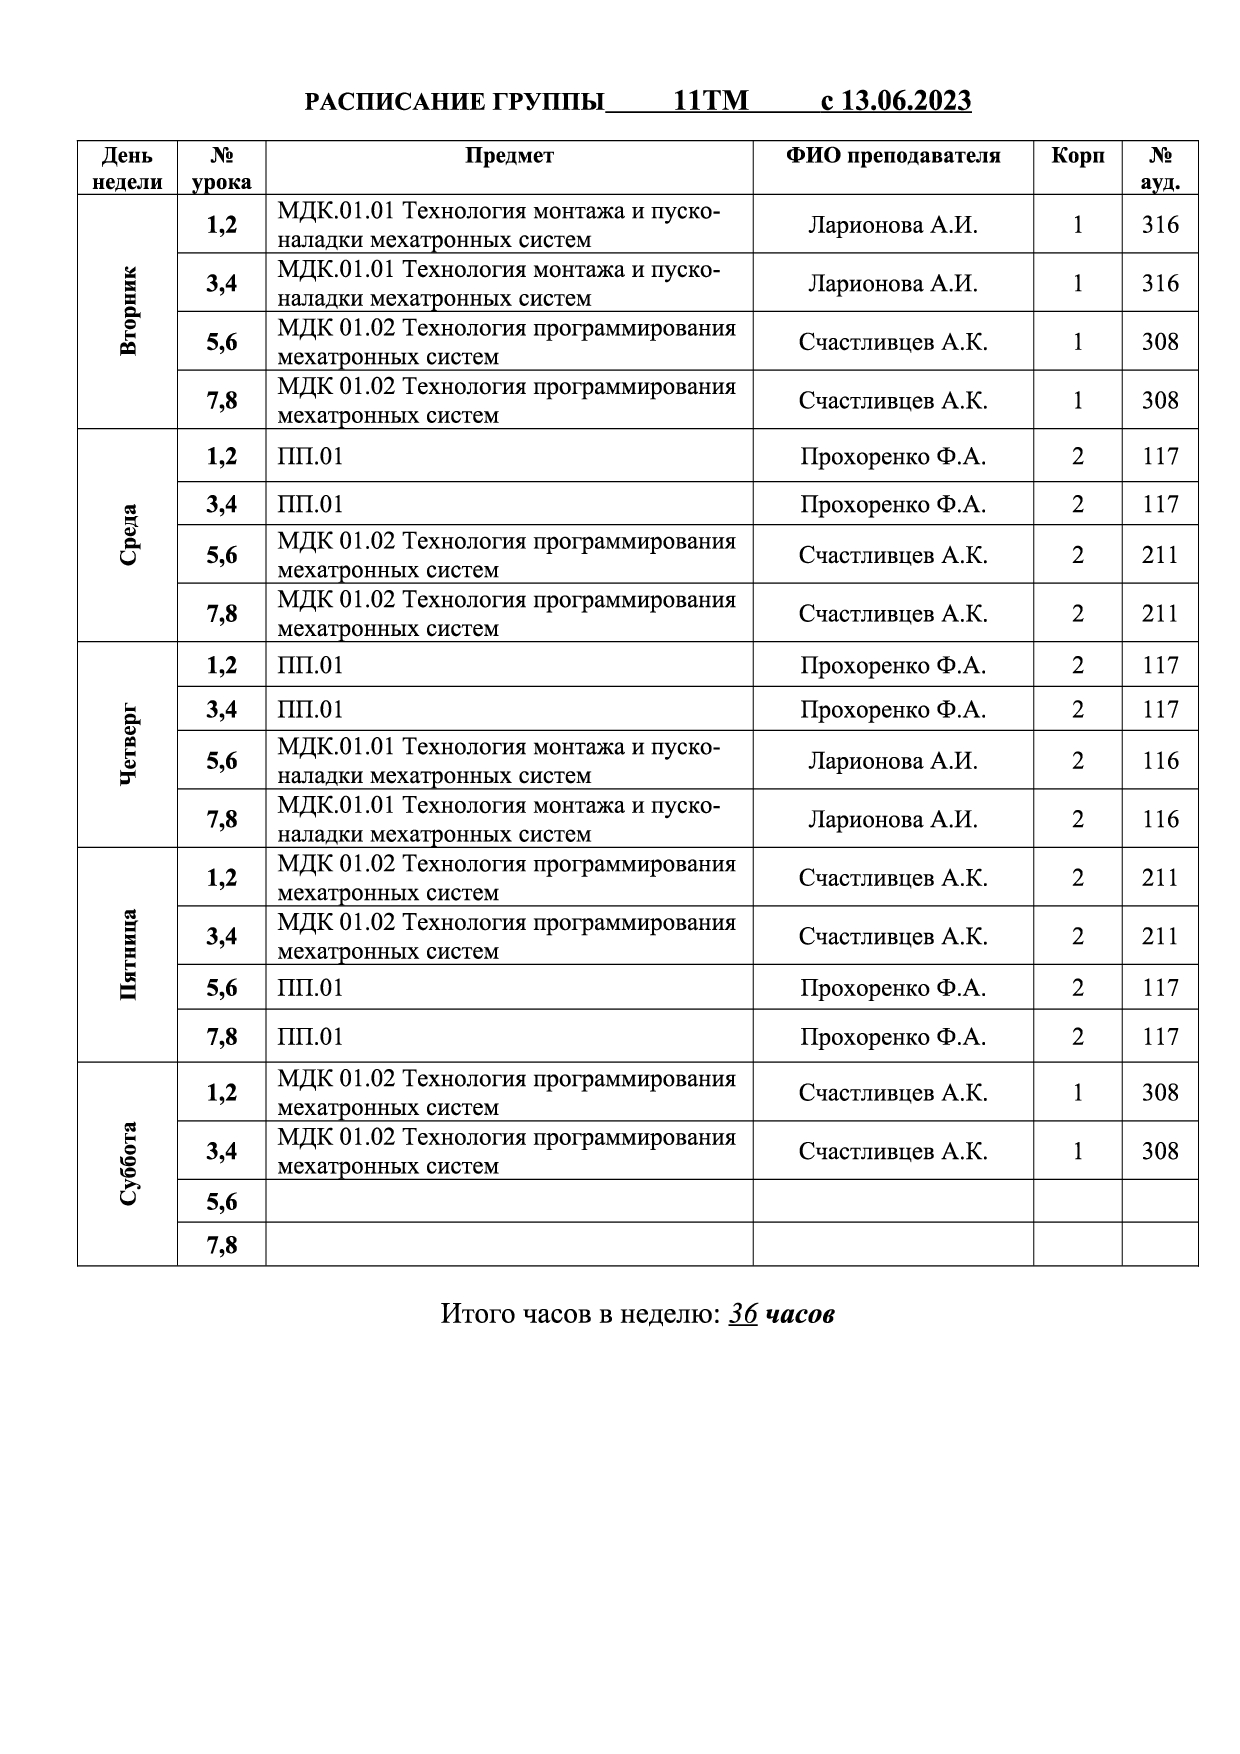 РАСПИСАНИЕ ГРУППЫ 11ТМ с 13.06.2023
День недели № урока Предмет ФИО преподавателя Корп № ауд.
Вторник
1,2 МДК.01.01 Технология монтажа и пуско-
наладки мехатронных систем Ларионова А.И. 1 316
3,4 МДК.01.01 Технология монтажа и пуско-
наладки мехатронных систем Ларионова А.И. 1 316
5,6 МДК 01.02 Технология программирования
мехатронных систем Счастливцев А.К. 1 308
7,8 МДК 01.02 Технология программирования
мехатронных систем Счастливцев А.К. 1 308
Среда
1,2 ПП.01 Прохоренко Ф.А. 2 117
3,4 ПП.01 Прохоренко Ф.А. 2 117
5,6 МДК 01.02 Технология программирования
мехатронных систем Счастливцев А.К. 2 211
7,8 МДК 01.02 Технология программирования
мехатронных систем Счастливцев А.К. 2 211
Четверг
1,2 ПП.01 Прохоренко Ф.А. 2 117
3,4 ПП.01 Прохоренко Ф.А. 2 117
5,6 МДК.01.01 Технология монтажа и пуско-
наладки мехатронных систем Ларионова А.И. 2 116
7,8 МДК.01.01 Технология монтажа и пуско-
наладки мехатронных систем Ларионова А.И. 2 116
Пятница
1,2 МДК 01.02 Технология программирования
мехатронных систем Счастливцев А.К. 2 211
3,4 МДК 01.02 Технология программирования
мехатронных систем Счастливцев А.К. 2 211
5,6 ПП.01 Прохоренко Ф.А. 2 117
7,8 ПП.01 Прохоренко Ф.А. 2 117
Суббота
1,2 МДК 01.02 Технология программирования
мехатронных систем Счастливцев А.К. 1 308
3,4 МДК 01.02 Технология программирования
мехатронных систем Счастливцев А.К. 1 308
5,6
7,8
Итого часов в неделю: 36 часов